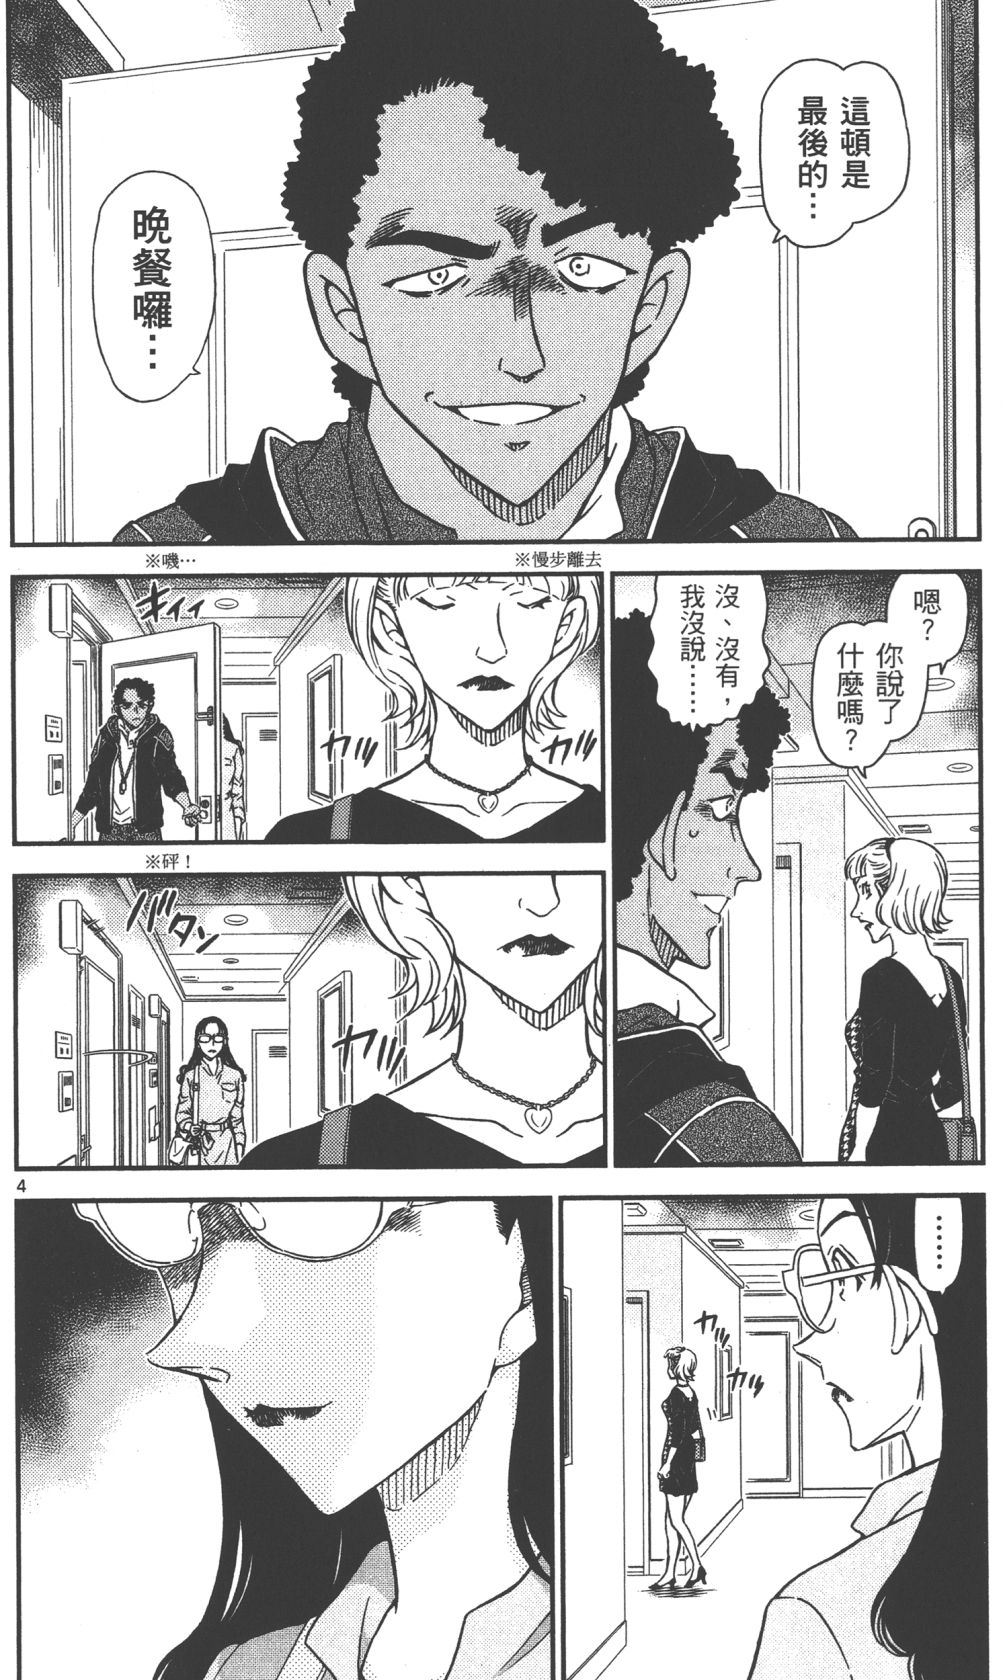 這頓是
最後的…
晚餐囉…
嗯？
你說了
什麼嗎？
沒、沒有，
我沒說……
※慢步離去
カツ
カツ
※嘰…
キィィ
※砰！
バタン
カツ
4
……
カツ
カツ